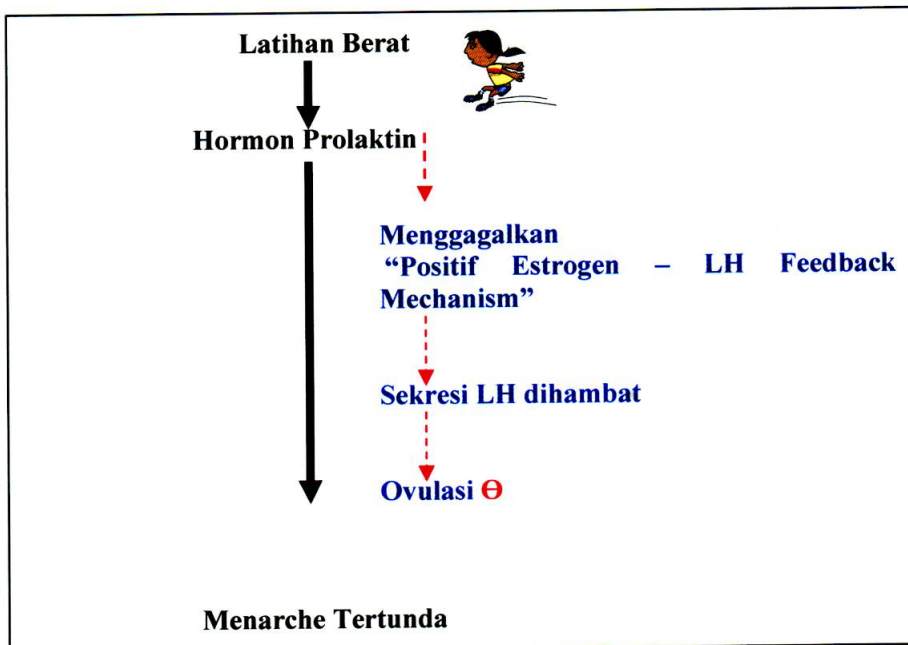 Latihan Berat
Hormon Prolaktin
Menggagalkan
“Positif Estrogen – LH Feedback
Mechanism”
Sekresi LH dihambat
Ovulasi Ɵ
Menarche Tertunda